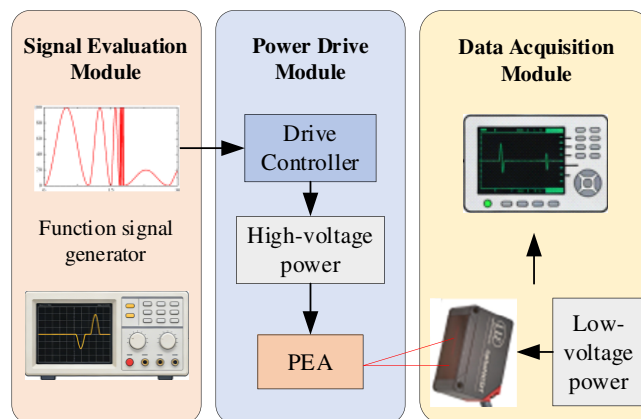 Signal Evaluation
Module
Function signal
generator
Power Drive
Module
Drive
Controller
High-voltage
power
PEA
Data Acquisition
Module
Low-
voltage
power